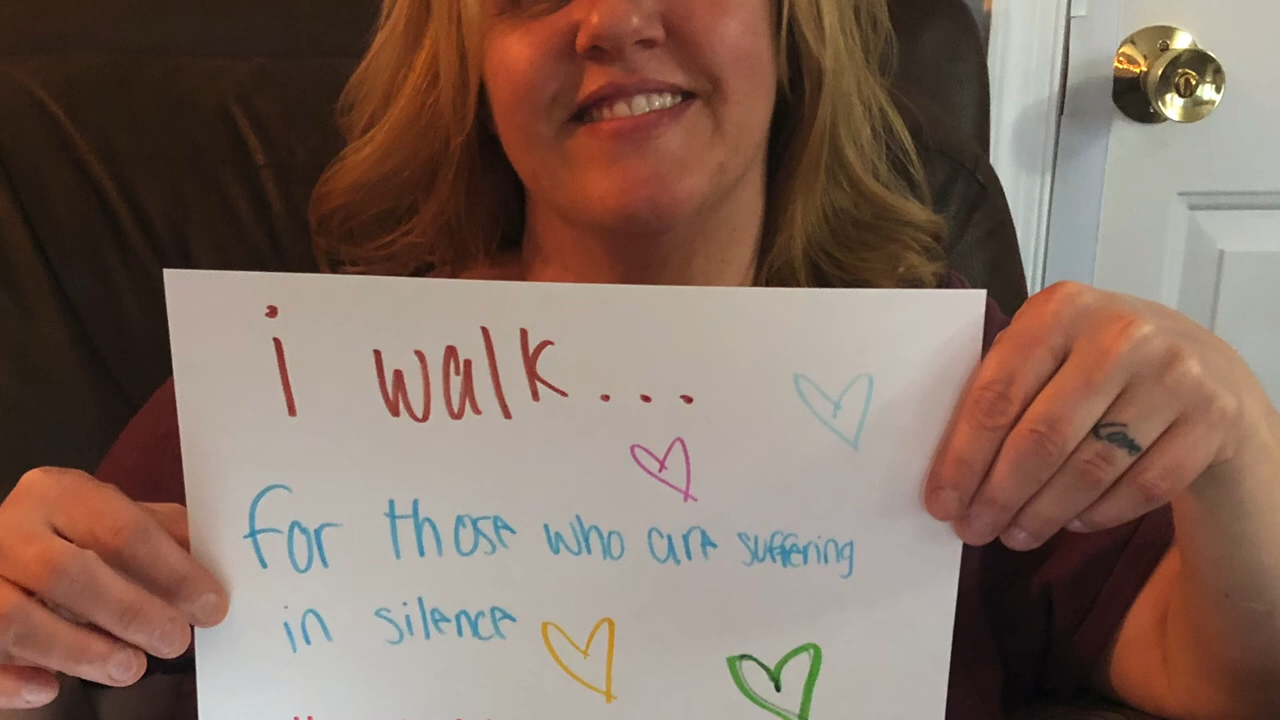 i walk...
for those who are suffering
in silence